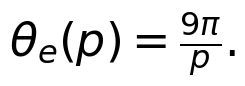 θₑ(p) = 9π/p.